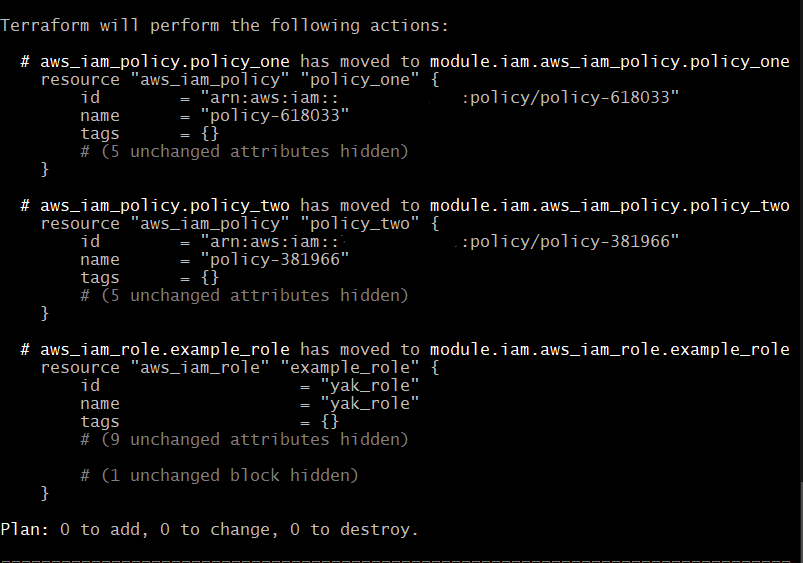 Terraform will perform the following actions:
# aws_iam_policy.policy_one has moved to module.iam.aws_iam_policy.policy_one
resource "aws_iam_policy" "policy_one" {
id = "arn:aws:iam:: :policy/policy-618033"
name = "policy-618033"
tags = {}
# (5 unchanged attributes hidden)
}
# aws_iam_policy.policy_two has moved to module.iam.aws_iam_policy.policy_two
resource "aws_iam_policy" "policy_two" {
id = "arn:aws:iam:: :policy/policy-381966"
name = "policy-381966"
tags = {}
# (5 unchanged attributes hidden)
}
# aws_iam_role.example_role has moved to module.iam.aws_iam_role.example_role
resource "aws_iam_role" "example_role" {
id = "yak_role"
name = "yak_role"
tags = {}
# (9 unchanged attributes hidden)
# (1 unchanged block hidden)
}
Plan: 0 to add, 0 to change, 0 to destroy.